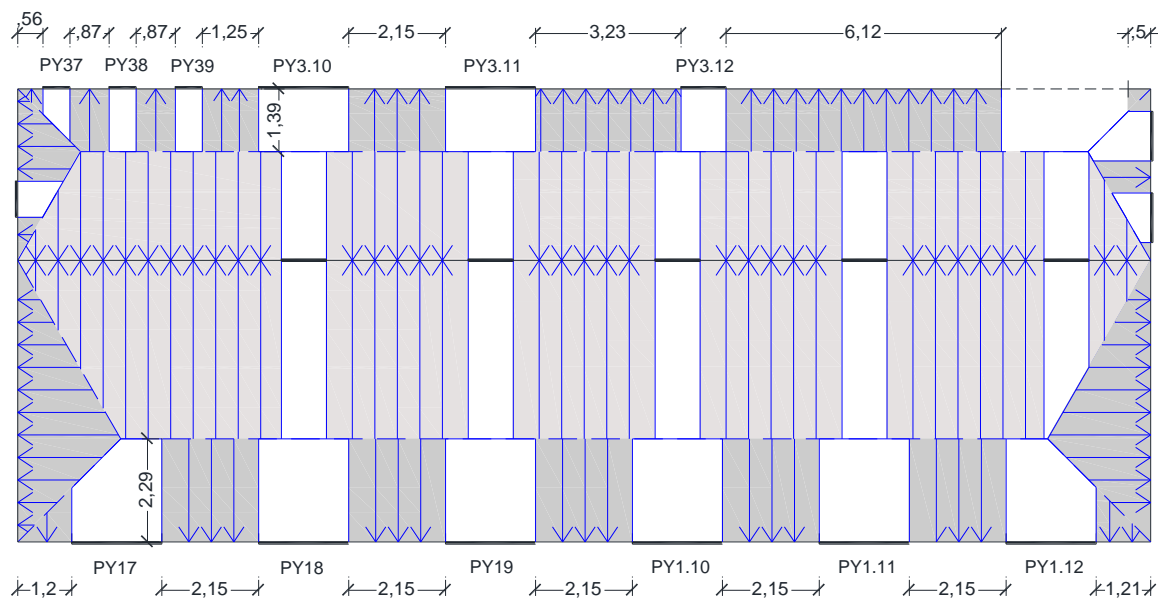 ,56
,87
,87
1,25
2,15
3,23
6,12
,5
PY37
PY38
PY39
PY3.10
PY3.11
PY3.12
1,39
2,29
PY17
PY18
PY19
PY1.10
PY1.11
PY1.12
1,2
2,15
2,15
2,15
2,15
2,15
1,21